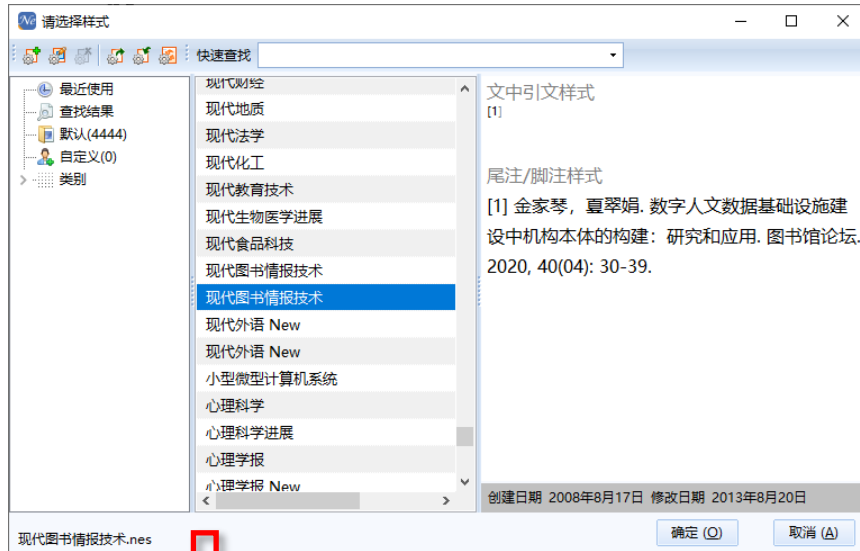 Ne 请选择样式
快速查找
最近使用
查找结果
默认(4444)
自定义(0)
类别
现代财经
现代地质
现代法学
现代化工
现代教育技术
现代生物医学进展
现代食品科技
现代图书情报技术
现代图书情报技术
现代外语 New
现代外语 New
小型微型计算机系统
心理科学
心理科学进展
心理学报
心理学报 New
文中引文样式
[1]
尾注/脚注样式
[1] 金家琴，夏翠娟. 数字人文数据基础设施建
设中机构本体的构建：研究和应用. 图书馆论坛.
2020, 40(04): 30-39.
创建日期 2008年8月17日 修改日期 2013年8月20日
现代图书情报技术.nes
确定 (O)
取消 (A)